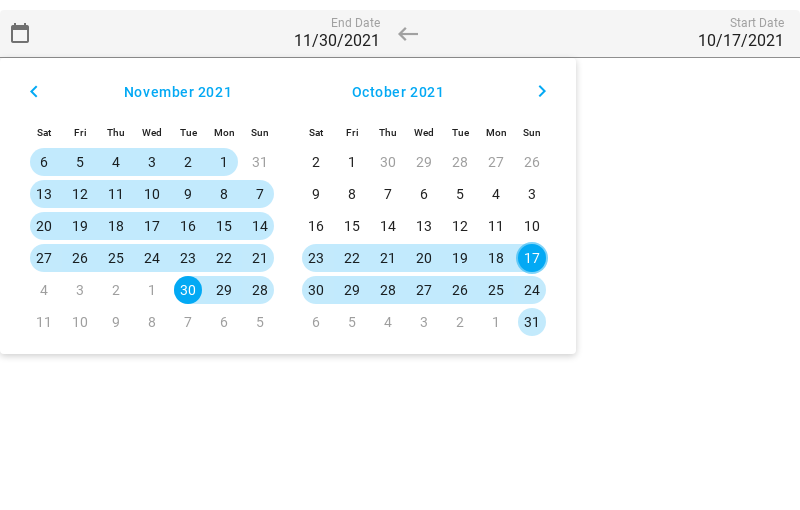 End Date Start Date
11/30/2021 10/17/2021
November 2021 October 2021
Sat Fri Thu Wed Tue Mon Sun Sat Fri Thu Wed Tue Mon Sun
6 5 4 3 2 1 31 2 1 30 29 28 27 26
13 12 11 10 9 8 7 9 8 7 6 5 4 3
20 19 18 17 16 15 14 16 15 14 13 12 11 10
27 26 25 24 23 22 21 23 22 21 20 19 18 17
4 3 2 1 30 29 28 30 29 28 27 26 25 24
11 10 9 8 7 6 5 6 5 4 3 2 1 31